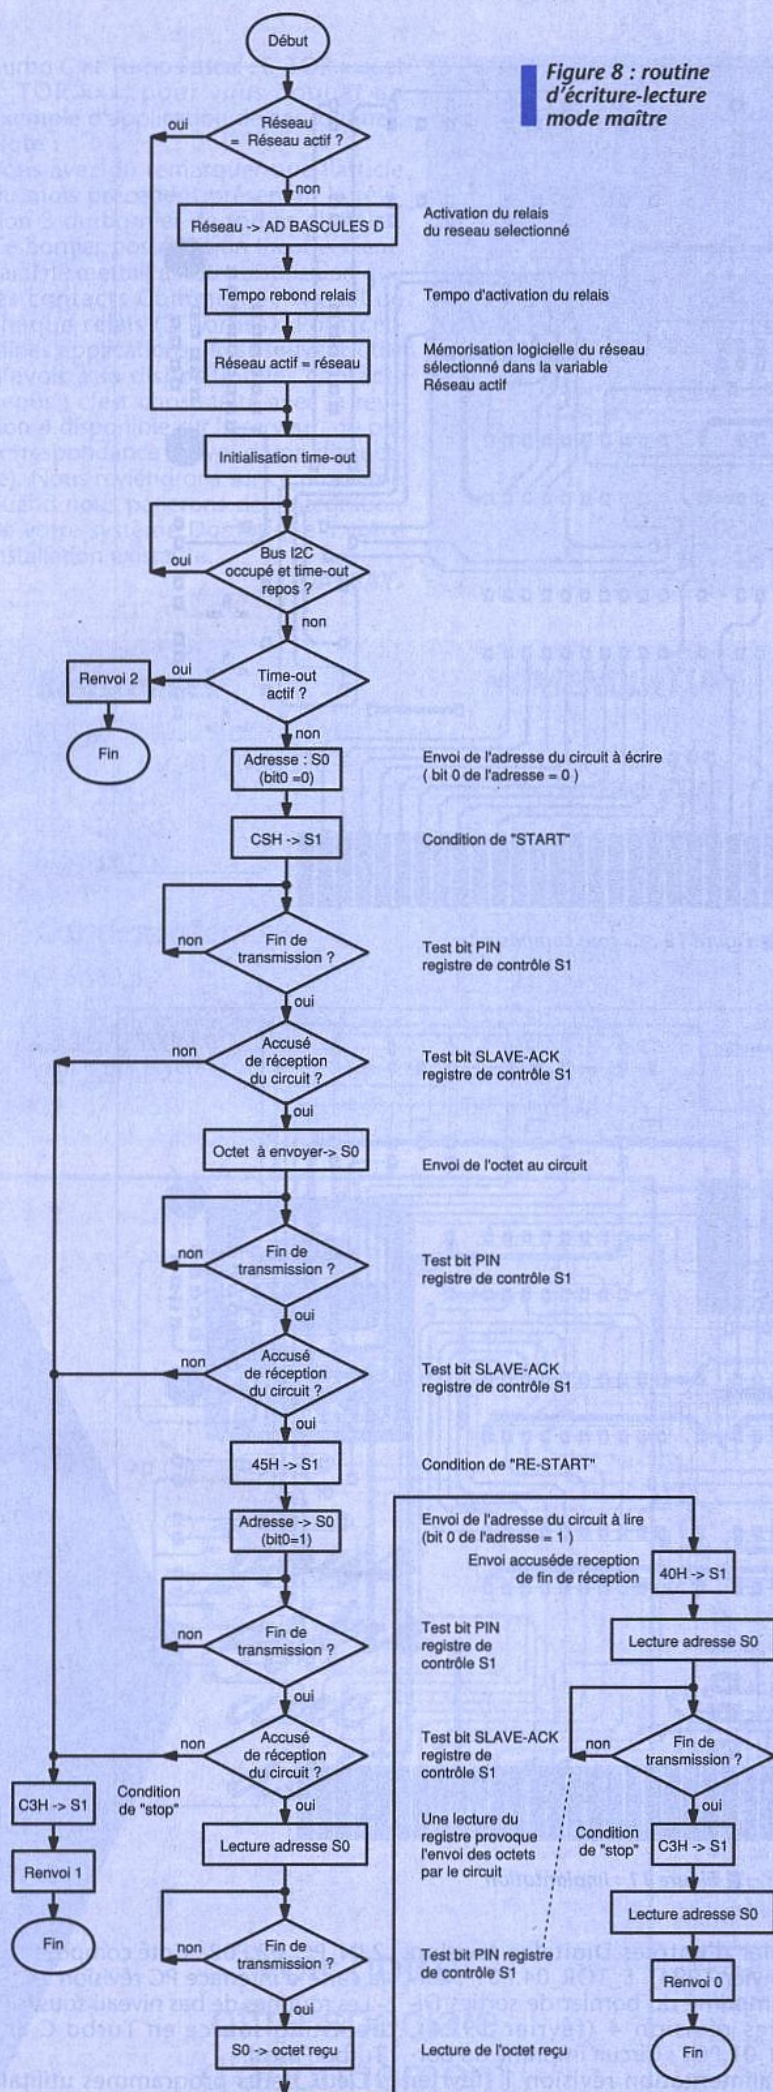 Figure 8 : routine
d'écriture-lecture
mode maître
Début
Réseau
= Réseau actif ?
oui
non
Réseau -> AD BASCULES D
Activation du relais
du reseau selectionné
Tempo rebond relais
Tempo d'activation du relais
Réseau actif = réseau
Mémorisation logicielle du réseau
sélectionné dans la variable
Réseau actif
Initialisation time-out
Bus I2C
occupé et time-out
repos ?
oui
non
Time-out
actif ?
oui
Renvoi 2
Fin
non
Adresse : S0
(bit0 =0)
Envoi de l'adresse du circuit à écrire
( bit 0 de l'adresse = 0 )
CSH -> S1
Condition de "START"
Fin de
transmission ?
non
Test bit PIN
registre de contrôle S1
oui
Accusé
de réception
du circuit ?
non
Test bit SLAVE-ACK
registre de contrôle S1
oui
Octet à envoyer-> S0
Envoi de l'octet au circuit
Fin de
transmission ?
non
Test bit PIN
registre de contrôle S1
oui
Accusé
de réception
du circuit ?
non
Test bit SLAVE-ACK
registre de contrôle S1
oui
45H -> S1
Condition de "RE-START"
Adresse -> S0
(bit0=1)
Envoi de l'adresse du circuit à lire
(bit 0 de l'adresse = 1 )
Fin de
transmission ?
non
Test bit PIN
registre de
contrôle S1
oui
Accusé
de réception
du circuit ?
non
Test bit SLAVE-ACK
registre de
contrôle S1
oui
C3H -> S1
Condition
de "stop"
Renvoi 1
Fin
Lecture adresse S0
Une lecture du
registre provoque
l'envoi des octets
par le circuit
Fin de
transmission ?
non
Test bit PIN registre
de contrôle S1
oui
S0 -> octet reçu
Lecture de l'octet reçu
Envoi accuséde reception
de fin de réception
40H -> S1
Lecture adresse S0
Fin de
transmission ?
non
oui
Condition
de "stop"
C3H -> S1
Lecture adresse S0
Renvoi 0
Fin